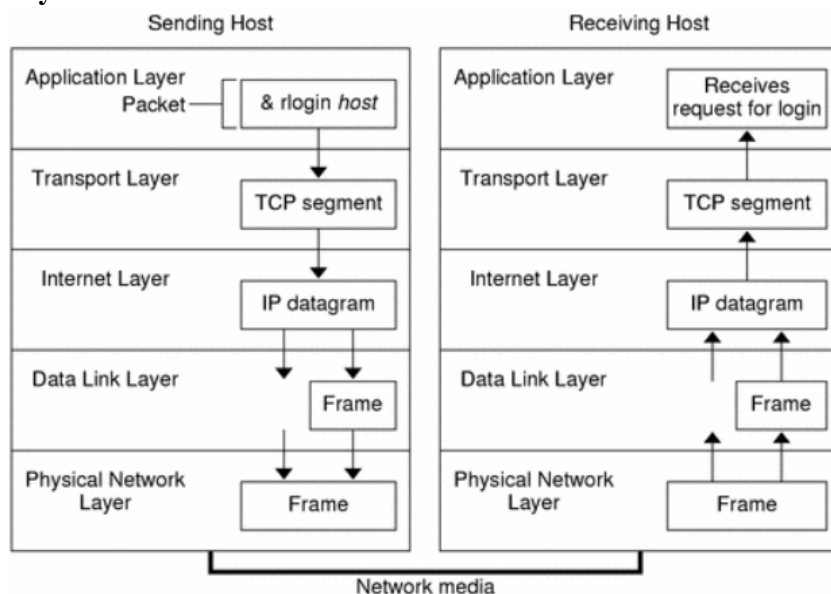 Sending Host
Receiving Host
Application Layer
Packet
& rlogin host
Application Layer
Receives
request for login
Transport Layer
TCP segment
Transport Layer
TCP segment
Internet Layer
IP datagram
Internet Layer
IP datagram
Data Link Layer
Frame
Data Link Layer
Frame
Physical Network
Layer
Frame
Physical Network
Layer
Frame
Network media